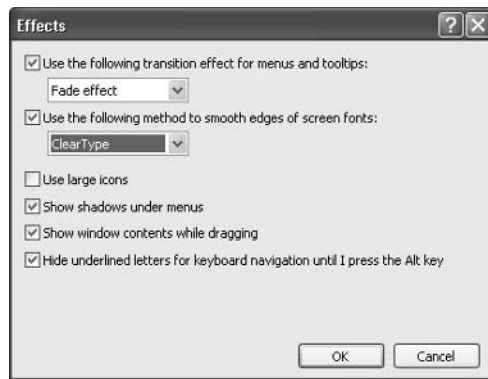 Effects
Use the following transition effect for menus and tooltips:
Fade effect
Use the following method to smooth edges of screen fonts:
ClearType
Use large icons
Show shadows under menus
Show window contents while dragging
Hide underlined letters for keyboard navigation until I press the Alt key
OK Cancel